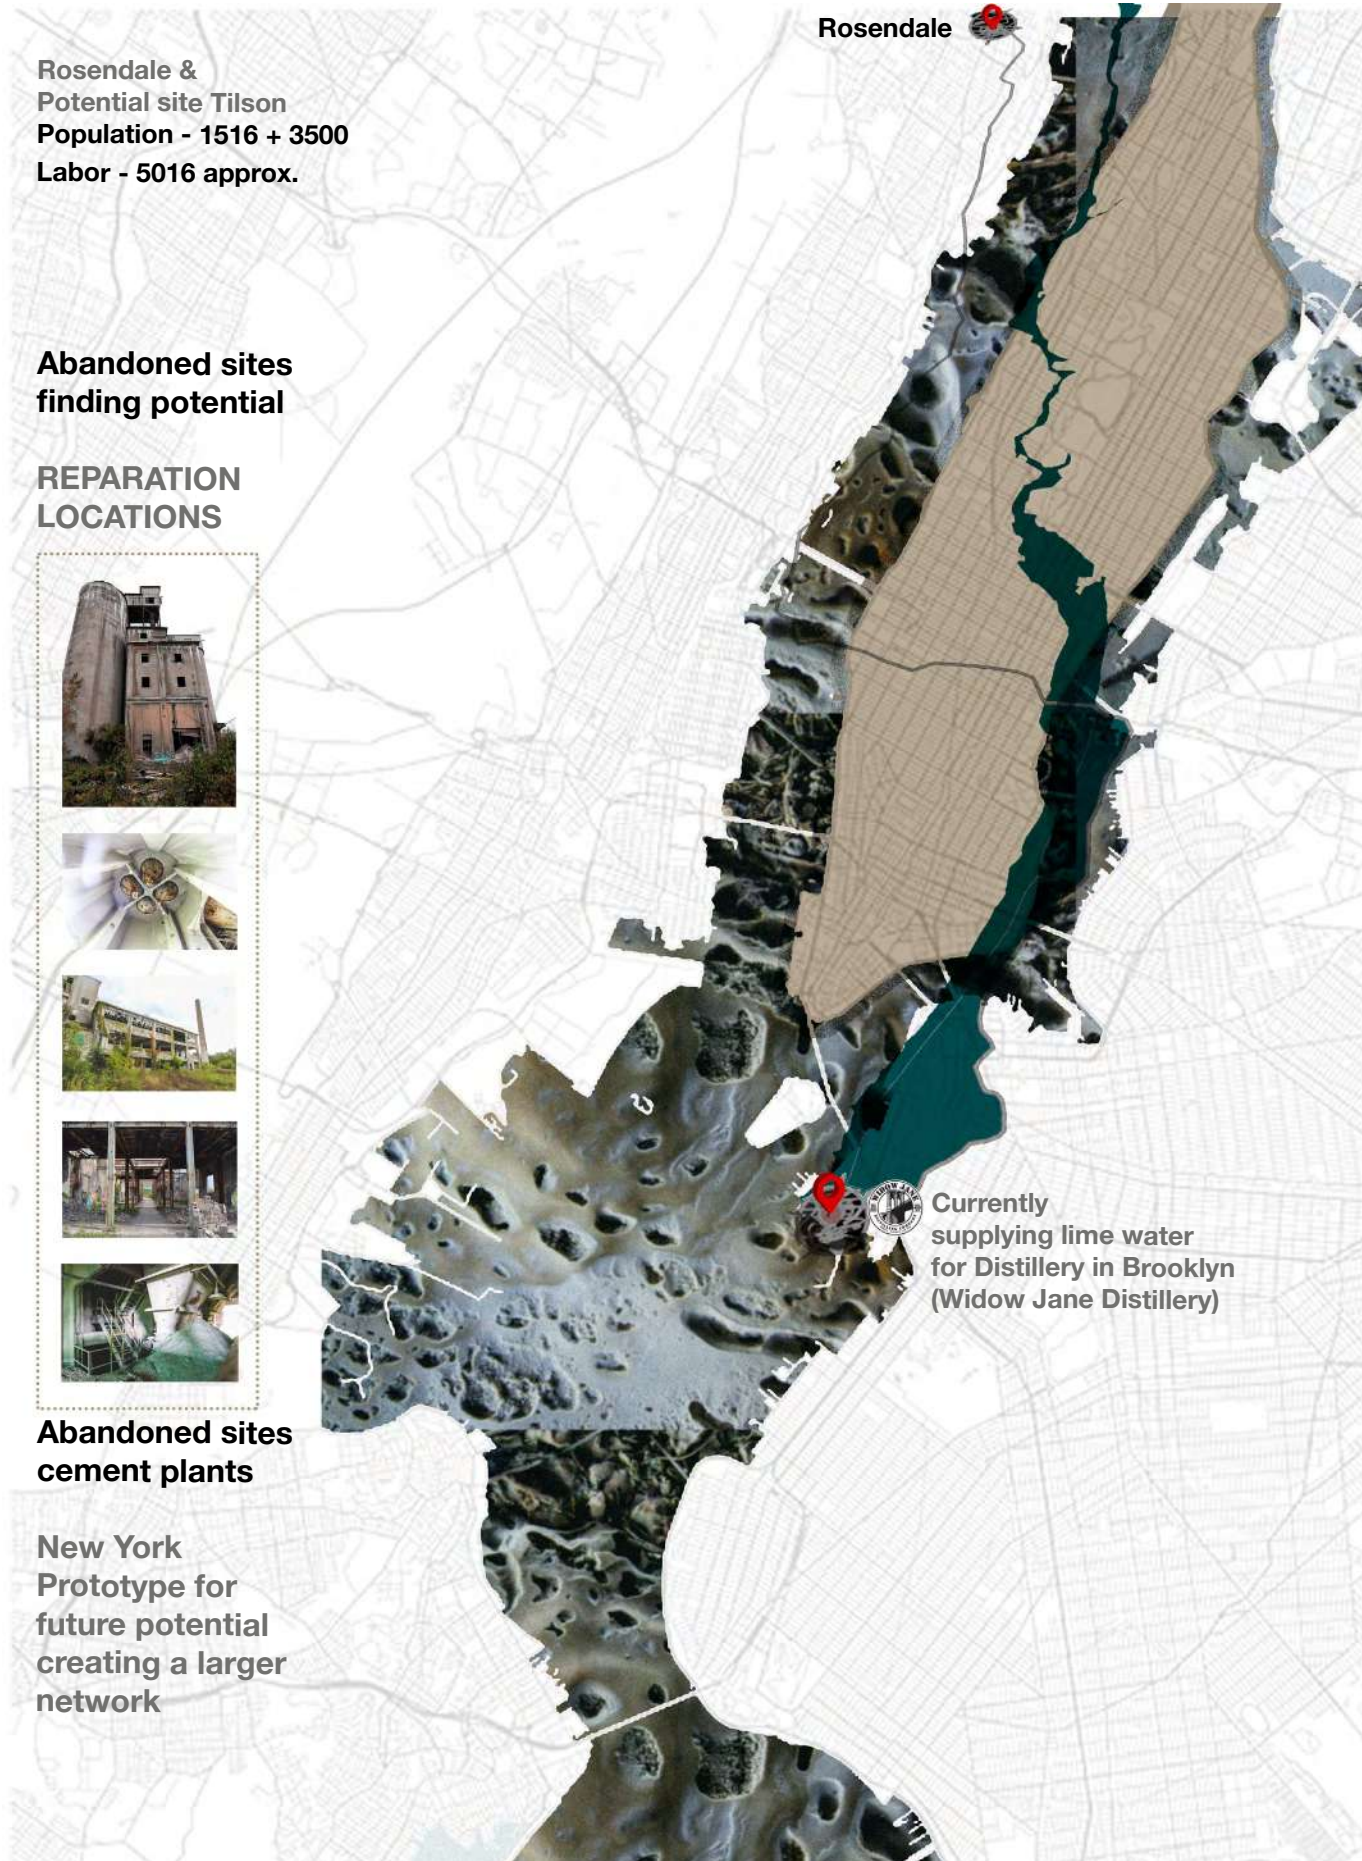 Rosendale
Rosendale &
Potential site Tilson
Population - 1516 + 3500
Labor - 5016 approx.
Abandoned sites
finding potential
REPARATION
LOCATIONS
WIDOW JANE
Currently
supplying lime water
for Distillery in Brooklyn
(Widow Jane Distillery)
Abandoned sites
cement plants
New York
Prototype for
future potential
creating a larger
network